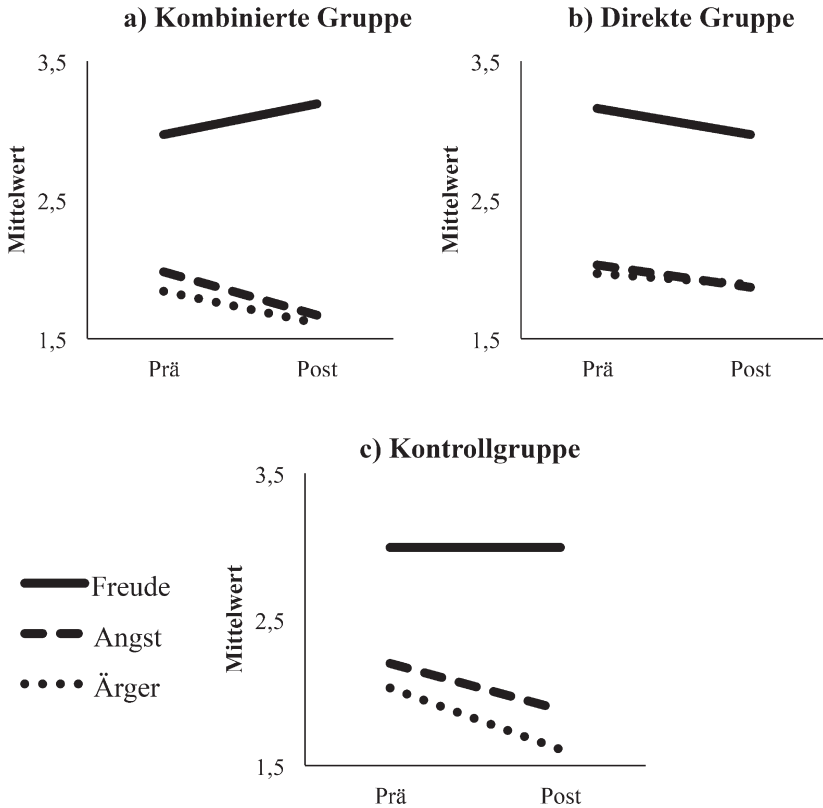 a) Kombinierte Gruppe
3,5
2,5
1,5
Mittelwert
Prä
Post
b) Direkte Gruppe
3,5
2,5
1,5
Mittelwert
Prä
Post
c) Kontrollgruppe
3,5
2,5
1,5
Mittelwert
Prä
Post
Freude
Angst
Ärger